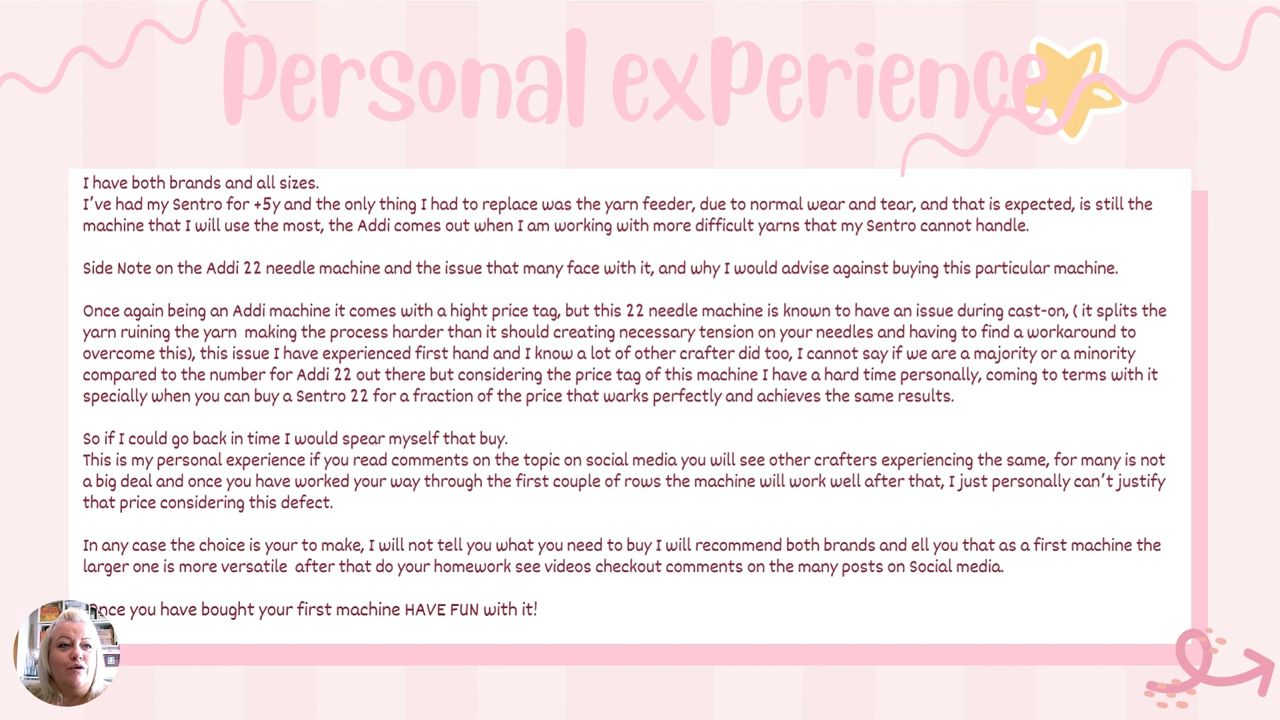 Personal experience
I have both brands and all sizes.
I've had my Sentro for +5y and the only thing I had to replace was the yarn feeder, due to normal wear and tear, and that is expected, is still the
machine that I will use the most, the Addi comes out when I am working with more difficult yarns that my Sentro cannot handle.
Side Note on the Addi 22 needle machine and the issue that many face with it, and why I would advise against buying this particular machine.
Once again being an Addi machine it comes with a hight price tag, but this 22 needle machine is known to have an issue during cast-on, ( it splits the
yarn ruining the yarn making the process harder than it should creating necessary tension on your needles and having to find a workaround to
overcome this), this issue I have experienced first hand and I know a lot of other crafter did too, I cannot say if we are a majority or a minority
compared to the number for Addi 22 out there but considering the price tag of this machine I have a hard time personally, coming to terms with it
specially when you can buy a Sentro 22 for a fraction of the price that warks perfectly and achieves the same results.
So if I could go back in time I would spear myself that buy.
This is my personal experience if you read comments on the topic on social media you will see other crafters experiencing the same, for many is not
a big deal and once you have worked your way through the first couple of rows the machine will work well after that, I just personally can't justify
that price considering this defect.
In any case the choice is your to make, I will not tell you what you need to buy I will recommend both brands and ell you that as a first machine the
larger one is more versatile after that do your homework see videos checkout comments on the many posts on Social media.
Once you have bought your first machine HAVE FUN with it!